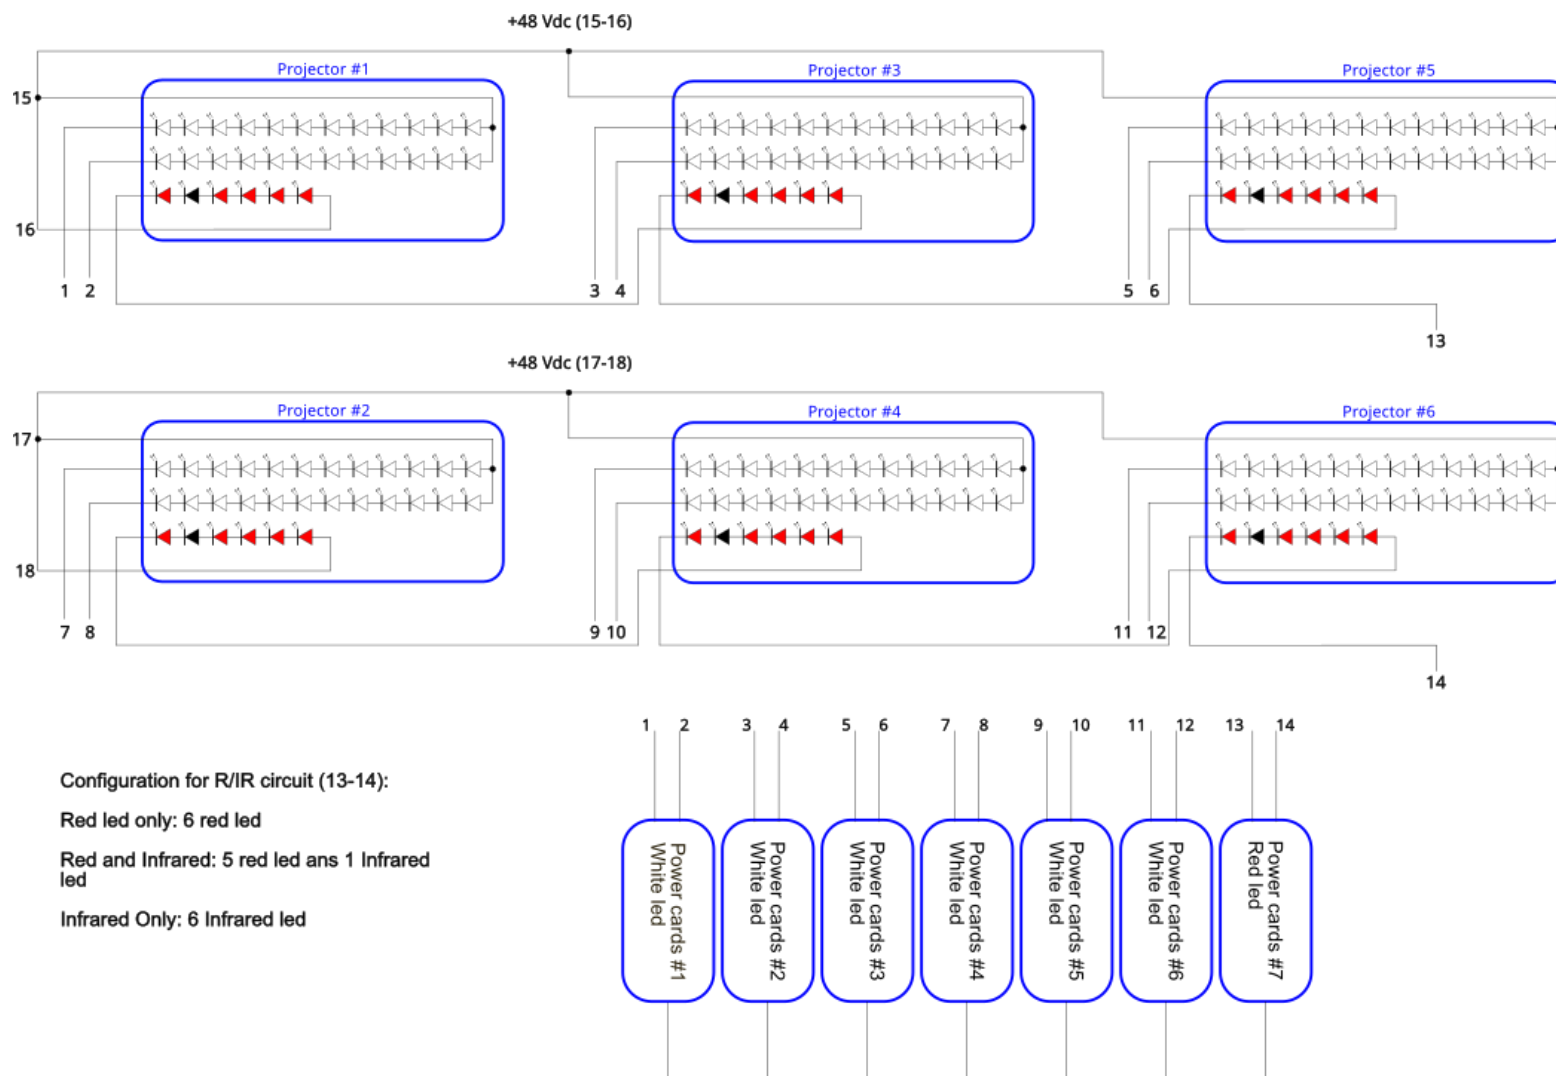 +48 Vdc (15-16)
Projector #1
Projector #3
Projector #5
15
16
1 2
3 4
5 6
13
+48 Vdc (17-18)
Projector #2
Projector #4
Projector #6
17
18
7 8
9 10
11 12
14
1 2 3 4 5 6 7 8 9 10 11 12 13 14
Configuration for R/IR circuit (13-14):
Red led only: 6 red led
Red and Infrared: 5 red led ans 1 Infrared
led
Infrared Only: 6 Infrared led
Power cards #1
White led
Power cards #2
White led
Power cards #3
White led
Power cards #4
White led
Power cards #5
White led
Power cards #6
White led
Power cards #7
Red led